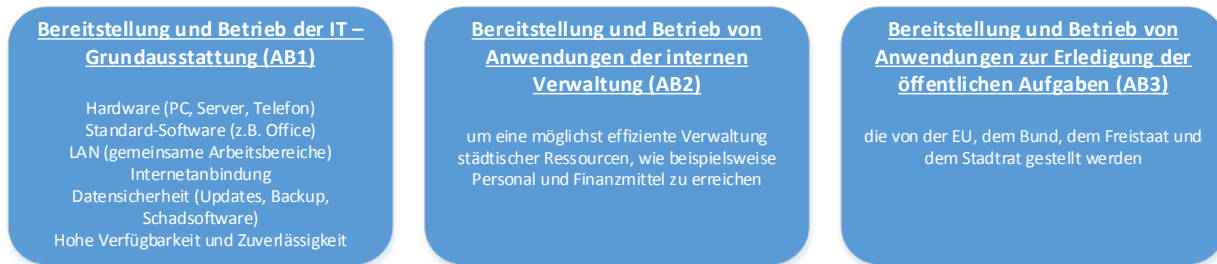 Bereitstellung und Betrieb der IT –
Grundausstattung (AB1)
Hardware (PC, Server, Telefon)
Standard-Software (z.B. Office)
LAN (gemeinsame Arbeitsbereiche)
Internetanbindung
Datensicherheit (Updates, Backup,
Schadsoftware)
Hohe Verfügbarkeit und Zuverlässigkeit
Bereitstellung und Betrieb von
Anwendungen der internen
Verwaltung (AB2)
um eine möglichst effiziente Verwaltung
städtischer Ressourcen, wie beispielsweise
Personal und Finanzmittel zu erreichen
Bereitstellung und Betrieb von
Anwendungen zur Erledigung der
öffentlichen Aufgaben (AB3)
die von der EU, dem Bund, dem Freistaat und
dem Stadtrat gestellt werden